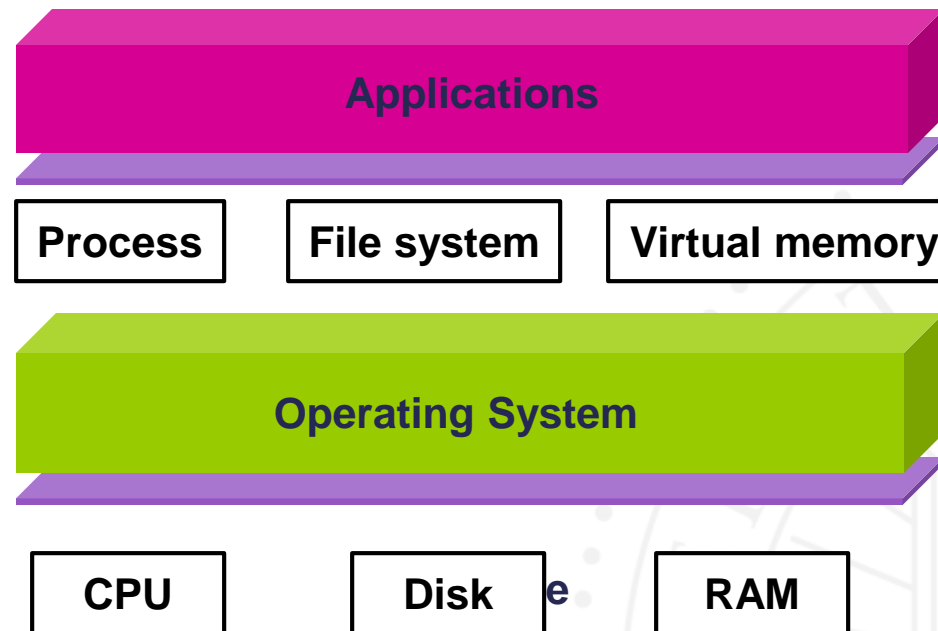 Applications
Process
File system
Virtual memory
Operating System
CPU
Disk
e
RAM